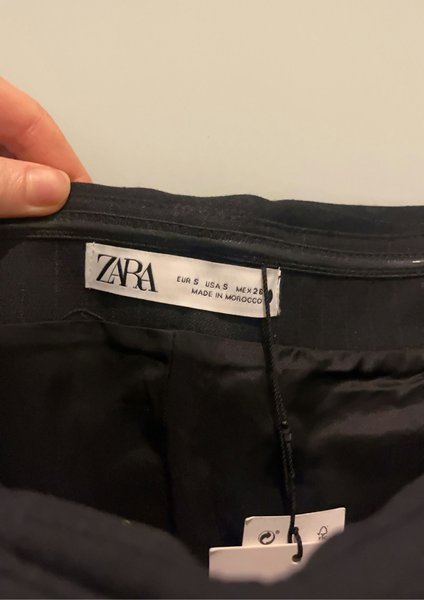 ZARA
EUR S USA S MEX 26
MADE IN MOROCCO